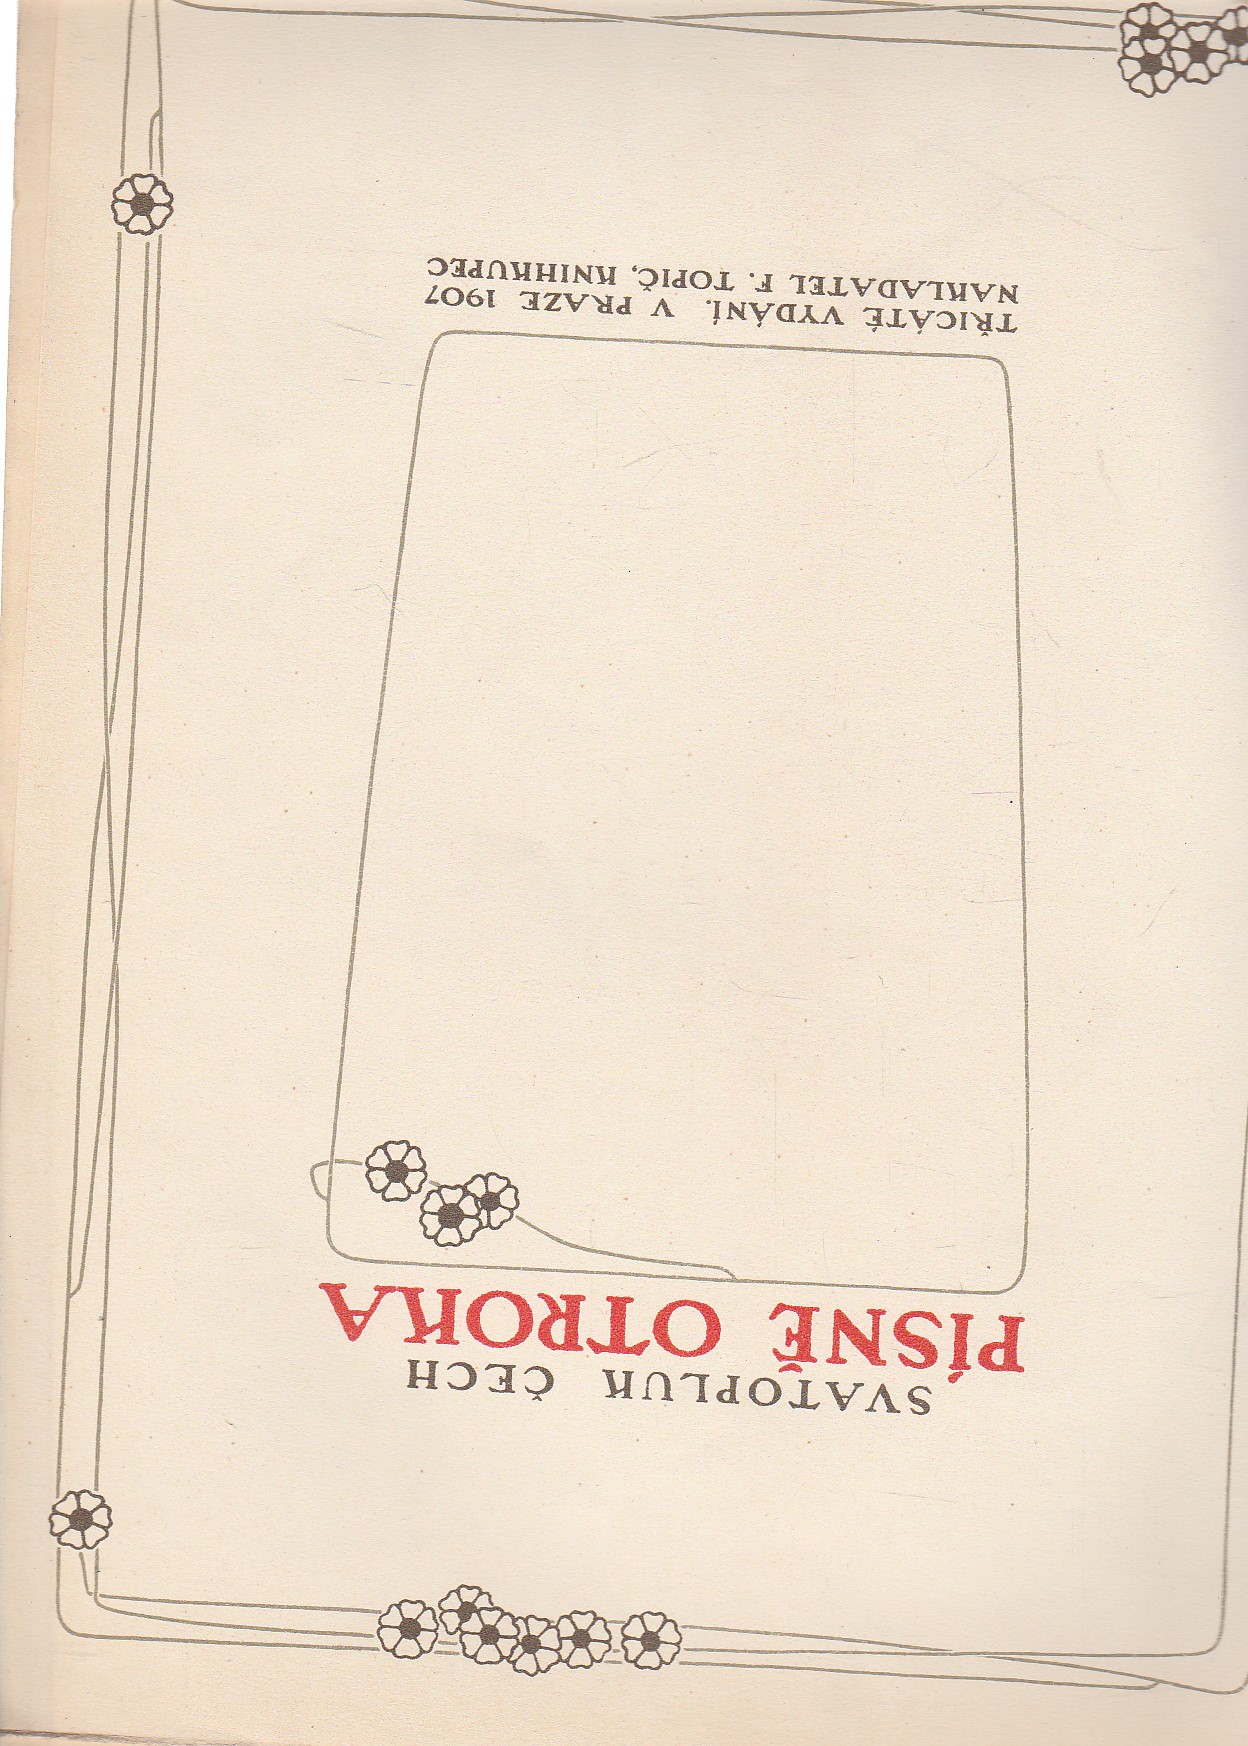 SVATOPLUK ČECH
PÍSNĚ OTROKA
TŘICÁTÉ VYDÁNÍ. V PRAZE 1907
NAKLADATEL F. TOPIČ, KNIHKUPEC